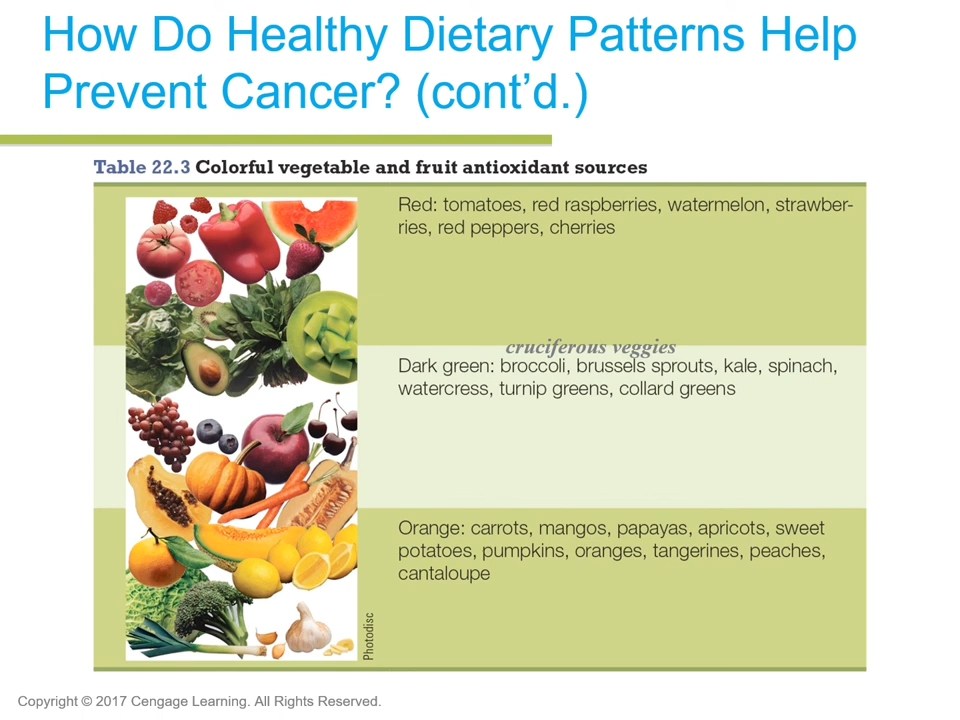 How Do Healthy Dietary Patterns Help
Prevent Cancer? (cont’d.)
Table 22.3 Colorful vegetable and fruit antioxidant sources
Red: tomatoes, red raspberries, watermelon, strawber-
ries, red peppers, cherries
cruciferous veggies
Dark green: broccoli, brussels sprouts, kale, spinach,
watercress, turnip greens, collard greens
Orange: carrots, mangos, papayas, apricots, sweet
potatoes, pumpkins, oranges, tangerines, peaches,
cantaloupe
Photodisc
Copyright © 2017 Cengage Learning. All Rights Reserved.